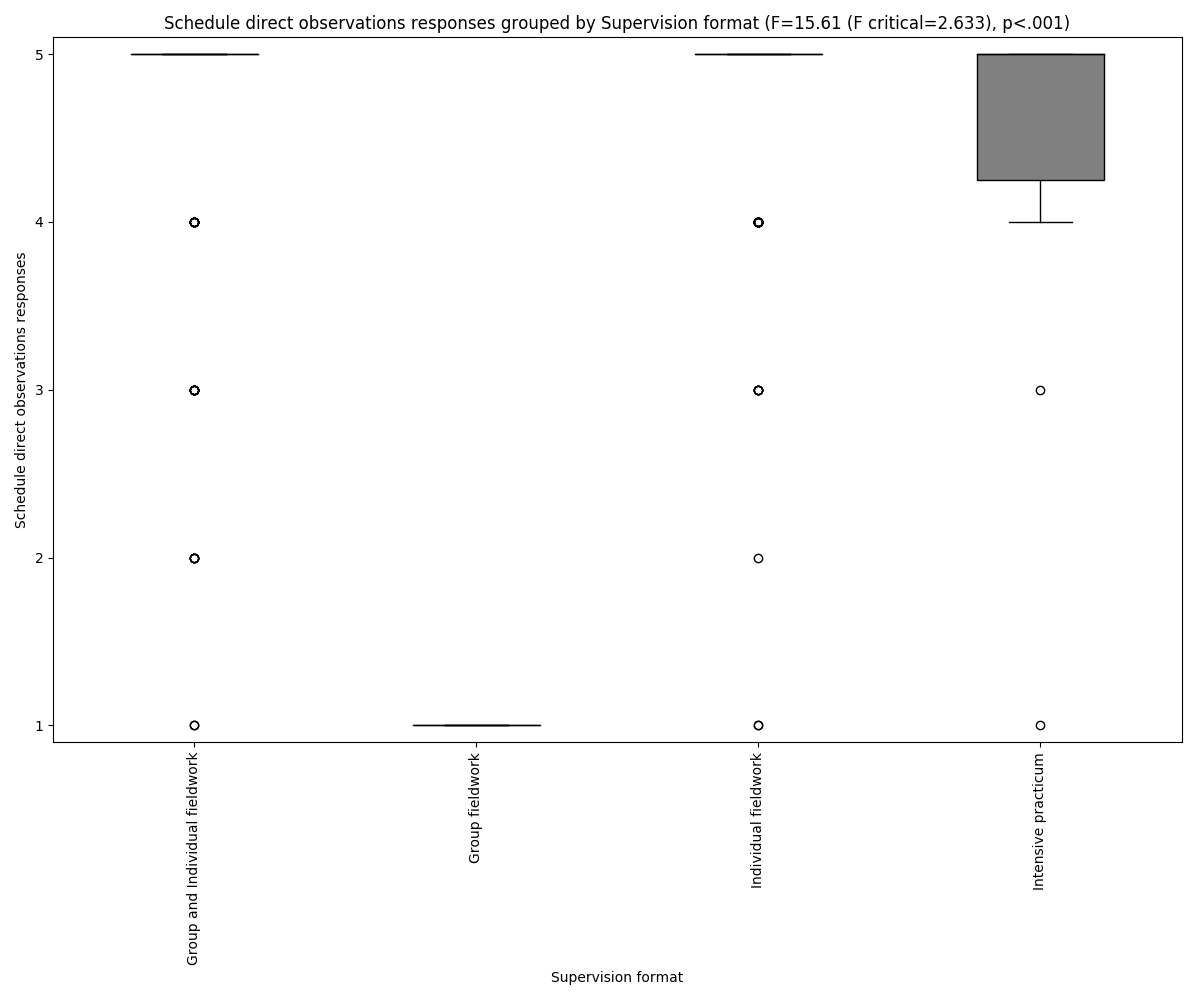 Schedule direct observations responses grouped by Supervision format (F=15.61 (F critical=2.633), p<.001)
Schedule direct observations responses
5
4
3
2
1
Group and Individual fieldwork
Group fieldwork
Individual fieldwork
Intensive practicum
Supervision format